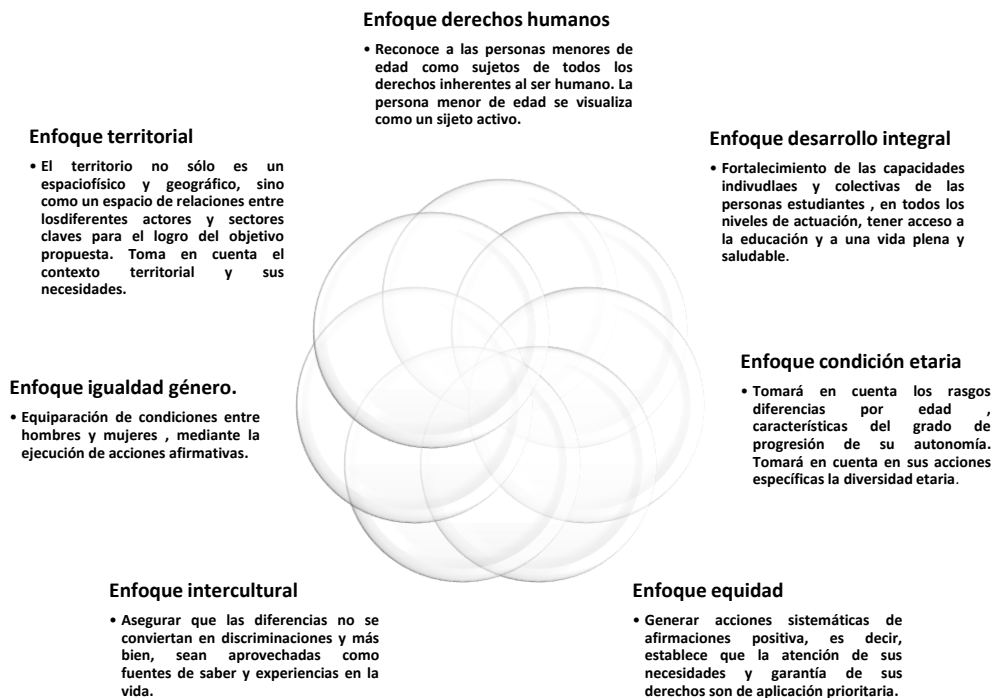 Enfoque derechos humanos
• Reconoce a las personas menores de
edad como sujetos de todos los
derechos inherentes al ser humano. La
persona menor de edad se visualiza
como un sijeto activo.
Enfoque desarrollo integral
• Fortalecimiento de las capacidades
indivudlaes y colectivas de las
personas estudiantes , en todos los
niveles de actuación, tener acceso a
la educación y a una vida plena y
saludable.
Enfoque condición etaria
• Tomará en cuenta los rasgos
diferencias por edad ,
características del grado de
progresión de su autonomía.
Tomará en cuenta en sus acciones
específicas la diversidad etaria.
Enfoque equidad
• Generar acciones sistemáticas de
afirmaciones positiva, es decir,
establece que la atención de sus
necesidades y garantía de sus
derechos son de aplicación prioritaria.
Enfoque intercultural
• Asegurar que las diferencias no se
conviertan en discriminaciones y más
bien, sean aprovechadas como
fuentes de saber y experiencias en la
vida.
Enfoque igualdad género.
• Equiparación de condiciones entre
hombres y mujeres , mediante la
ejecución de acciones afirmativas.
Enfoque territorial
• El territorio no sólo es un
espaciofísico y geográfico, sino
como un espacio de relaciones entre
losdiferentes actores y sectores
claves para el logro del objetivo
propuesta. Toma en cuenta el
contexto territorial y sus
necesidades.